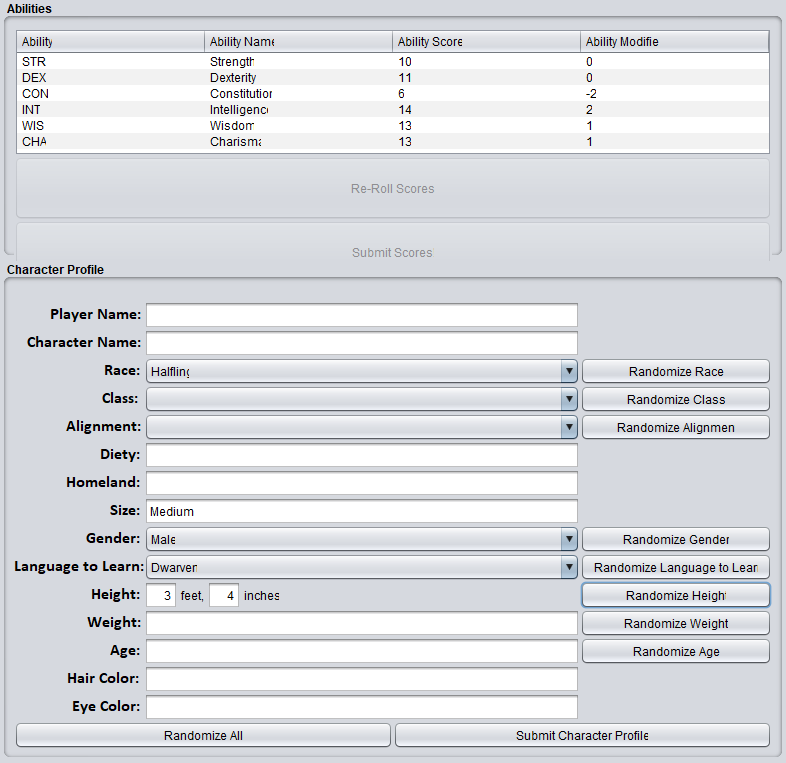 Abilities
Ability Ability Name Ability Score Ability Modifie
STR Strength 10 0
DEX Dexterity 11 0
CON Constitution 6 -2
INT Intelligence 14 2
WIS Wisdom 13 1
CHA Charisma 13 1
Re-Roll Scores
Submit Scores
Character Profile
Player Name:
Character Name:
Race: Halfling Randomize Race
Class: Randomize Class
Alignment: Randomize Alignmen
Diety:
Homeland:
Size: Medium
Gender: Male Randomize Gender
Language to Learn: Dwarven Randomize Language to Lear
Height: 3 feet, 4 inches Randomize Height
Weight: Randomize Weight
Age: Randomize Age
Hair Color:
Eye Color:
Randomize All Submit Character Profile